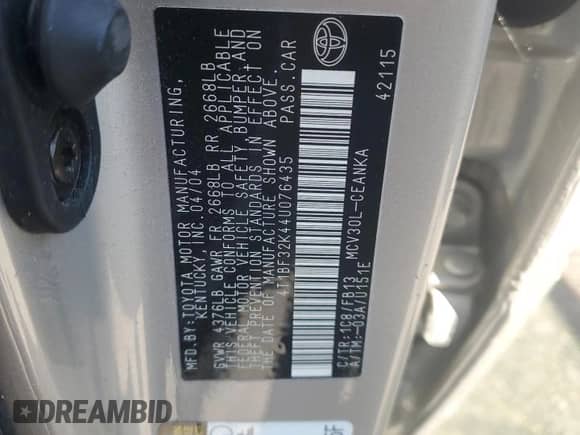 MFD.BY:TOYOTA MOTOR MANUFACTURING,
KENTUCKY, INC. 04/04
GVWR 4376LB GAWR FR 2668LB RR 2668LB
THIS VEHICLE CONFORMS TO ALL APPLICABLE
FEDERAL MOTOR VEHICLE SAFETY, BUMPER,AND
THEFT PREVENTION STANDARDS IN EFFECT ON
THE DATE OF MANUFACTURE SHOWN ABOVE.
4T1BF32K44U076435 PASS.CAR
C/TR:1C8/FB13 MCV30L-CEANKA
A/TM:-03A/U151E
42115
DREAMBID